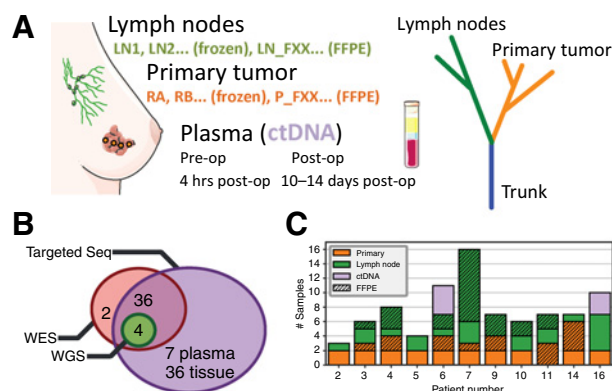 A
Lymph nodes
LN1, LN2... (frozen), LN_FXX... (FFPE)
Primary tumor
RA, RB... (frozen), P_FXX... (FFPE)
Plasma (ctDNA)
Pre-op Post-op
4 hrs post-op 10–14 days post-op
Lymph nodes
Primary tumor
Trunk
B
Targeted Seq
2
36
4
WES
WGS
7 plasma
36 tissue
C
# Samples
16
14
12
10
8
6
4
2
0
Primary
Lymph node
ctDNA
FFPE
2 3 4 5 6 7 9 10 11 14 16
Patient number